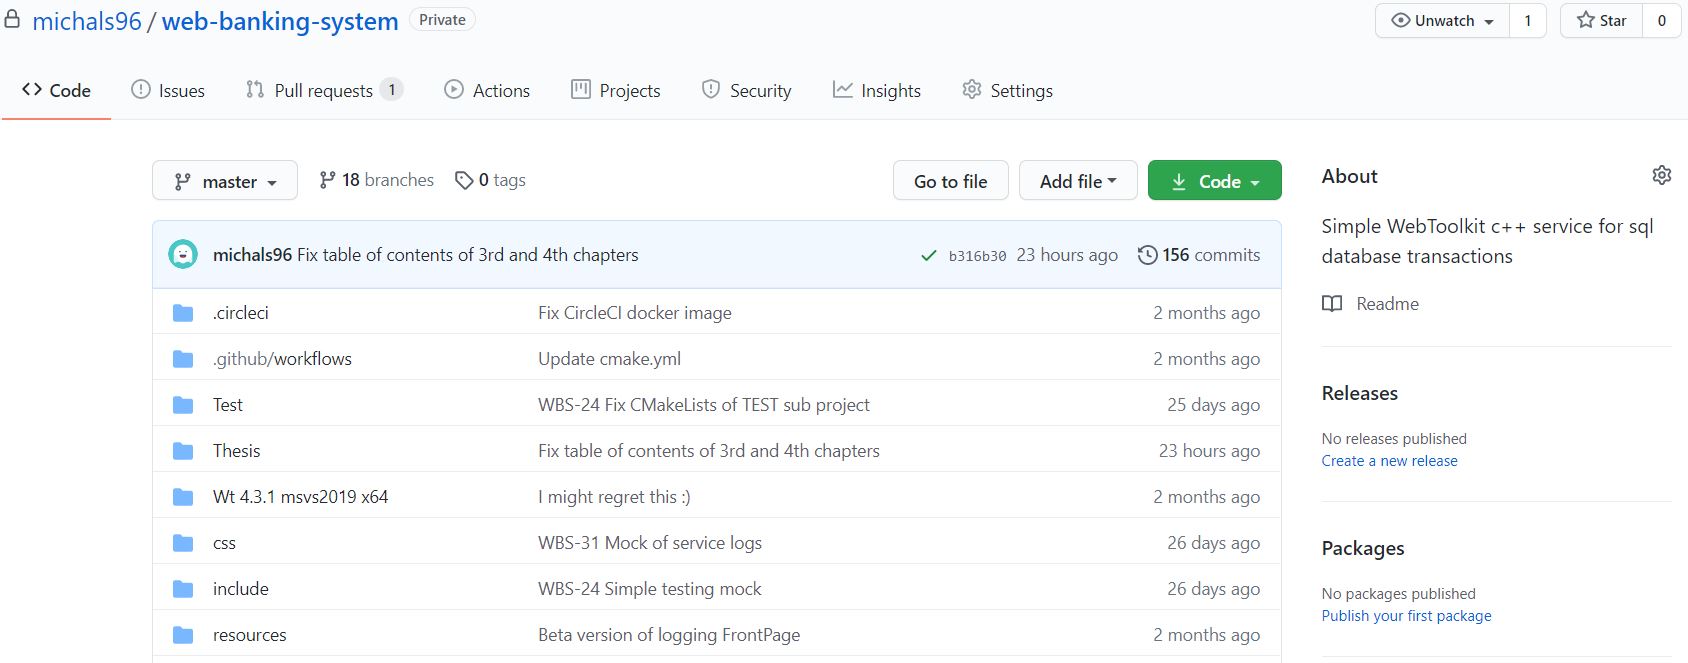 michals96 / web-banking-system Private Unwatch 1 Star 0
Code Issues Pull requests 1 Actions Projects Security Insights Settings
master 18 branches 0 tags Go to file Add file Code
michals96 Fix table of contents of 3rd and 4th chapters b316b30 23 hours ago 156 commits
.circleci Fix CircleCI docker image 2 months ago
.github/workflows Update cmake.yml 2 months ago
Test WBS-24 Fix CMakeLists of TEST sub project 25 days ago
Thesis Fix table of contents of 3rd and 4th chapters 23 hours ago
Wt 4.3.1 msvs2019 x64 I might regret this :) 2 months ago
css WBS-31 Mock of service logs 26 days ago
include WBS-24 Simple testing mock 26 days ago
resources Beta version of logging FrontPage 2 months ago
About
Simple WebToolkit c++ service for sql
database transactions
Readme
Releases
No releases published
Create a new release
Packages
No packages published
Publish your first package